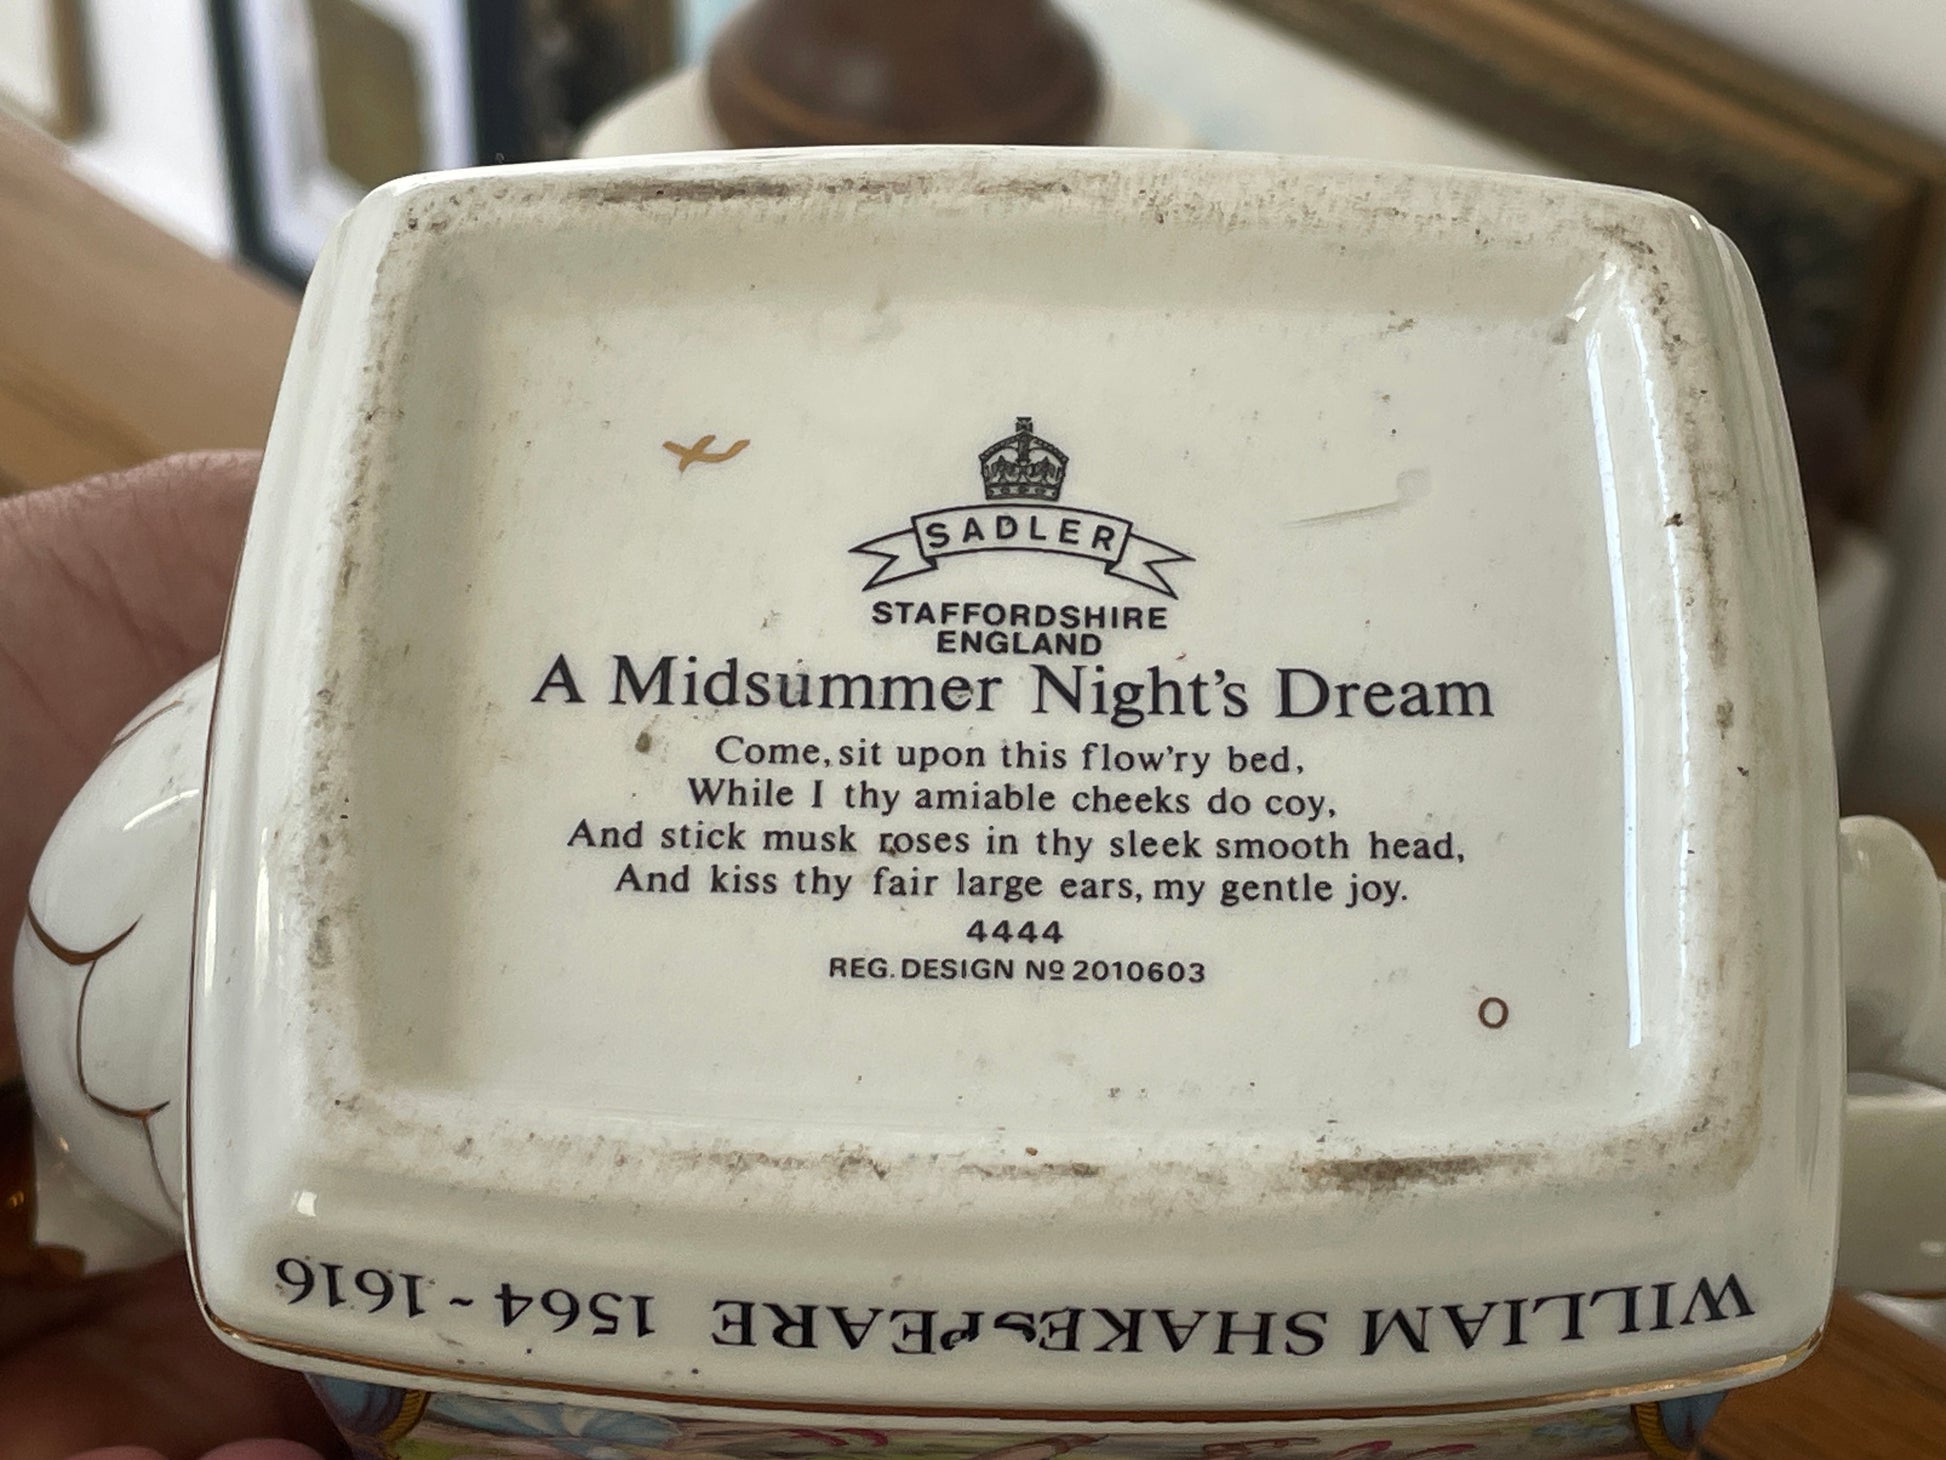 SADLER
STAFFORDSHIRE
ENGLAND
A Midsummer Night's Dream
Come, sit upon this flow'ry bed,
While I thy amiable cheeks do coy,
And stick musk roses in thy sleek smooth head,
And kiss thy fair large ears, my gentle joy.
4444
REG. DESIGN Nº 2010603
WILLIAM SHAKESPEARE 1564-1616